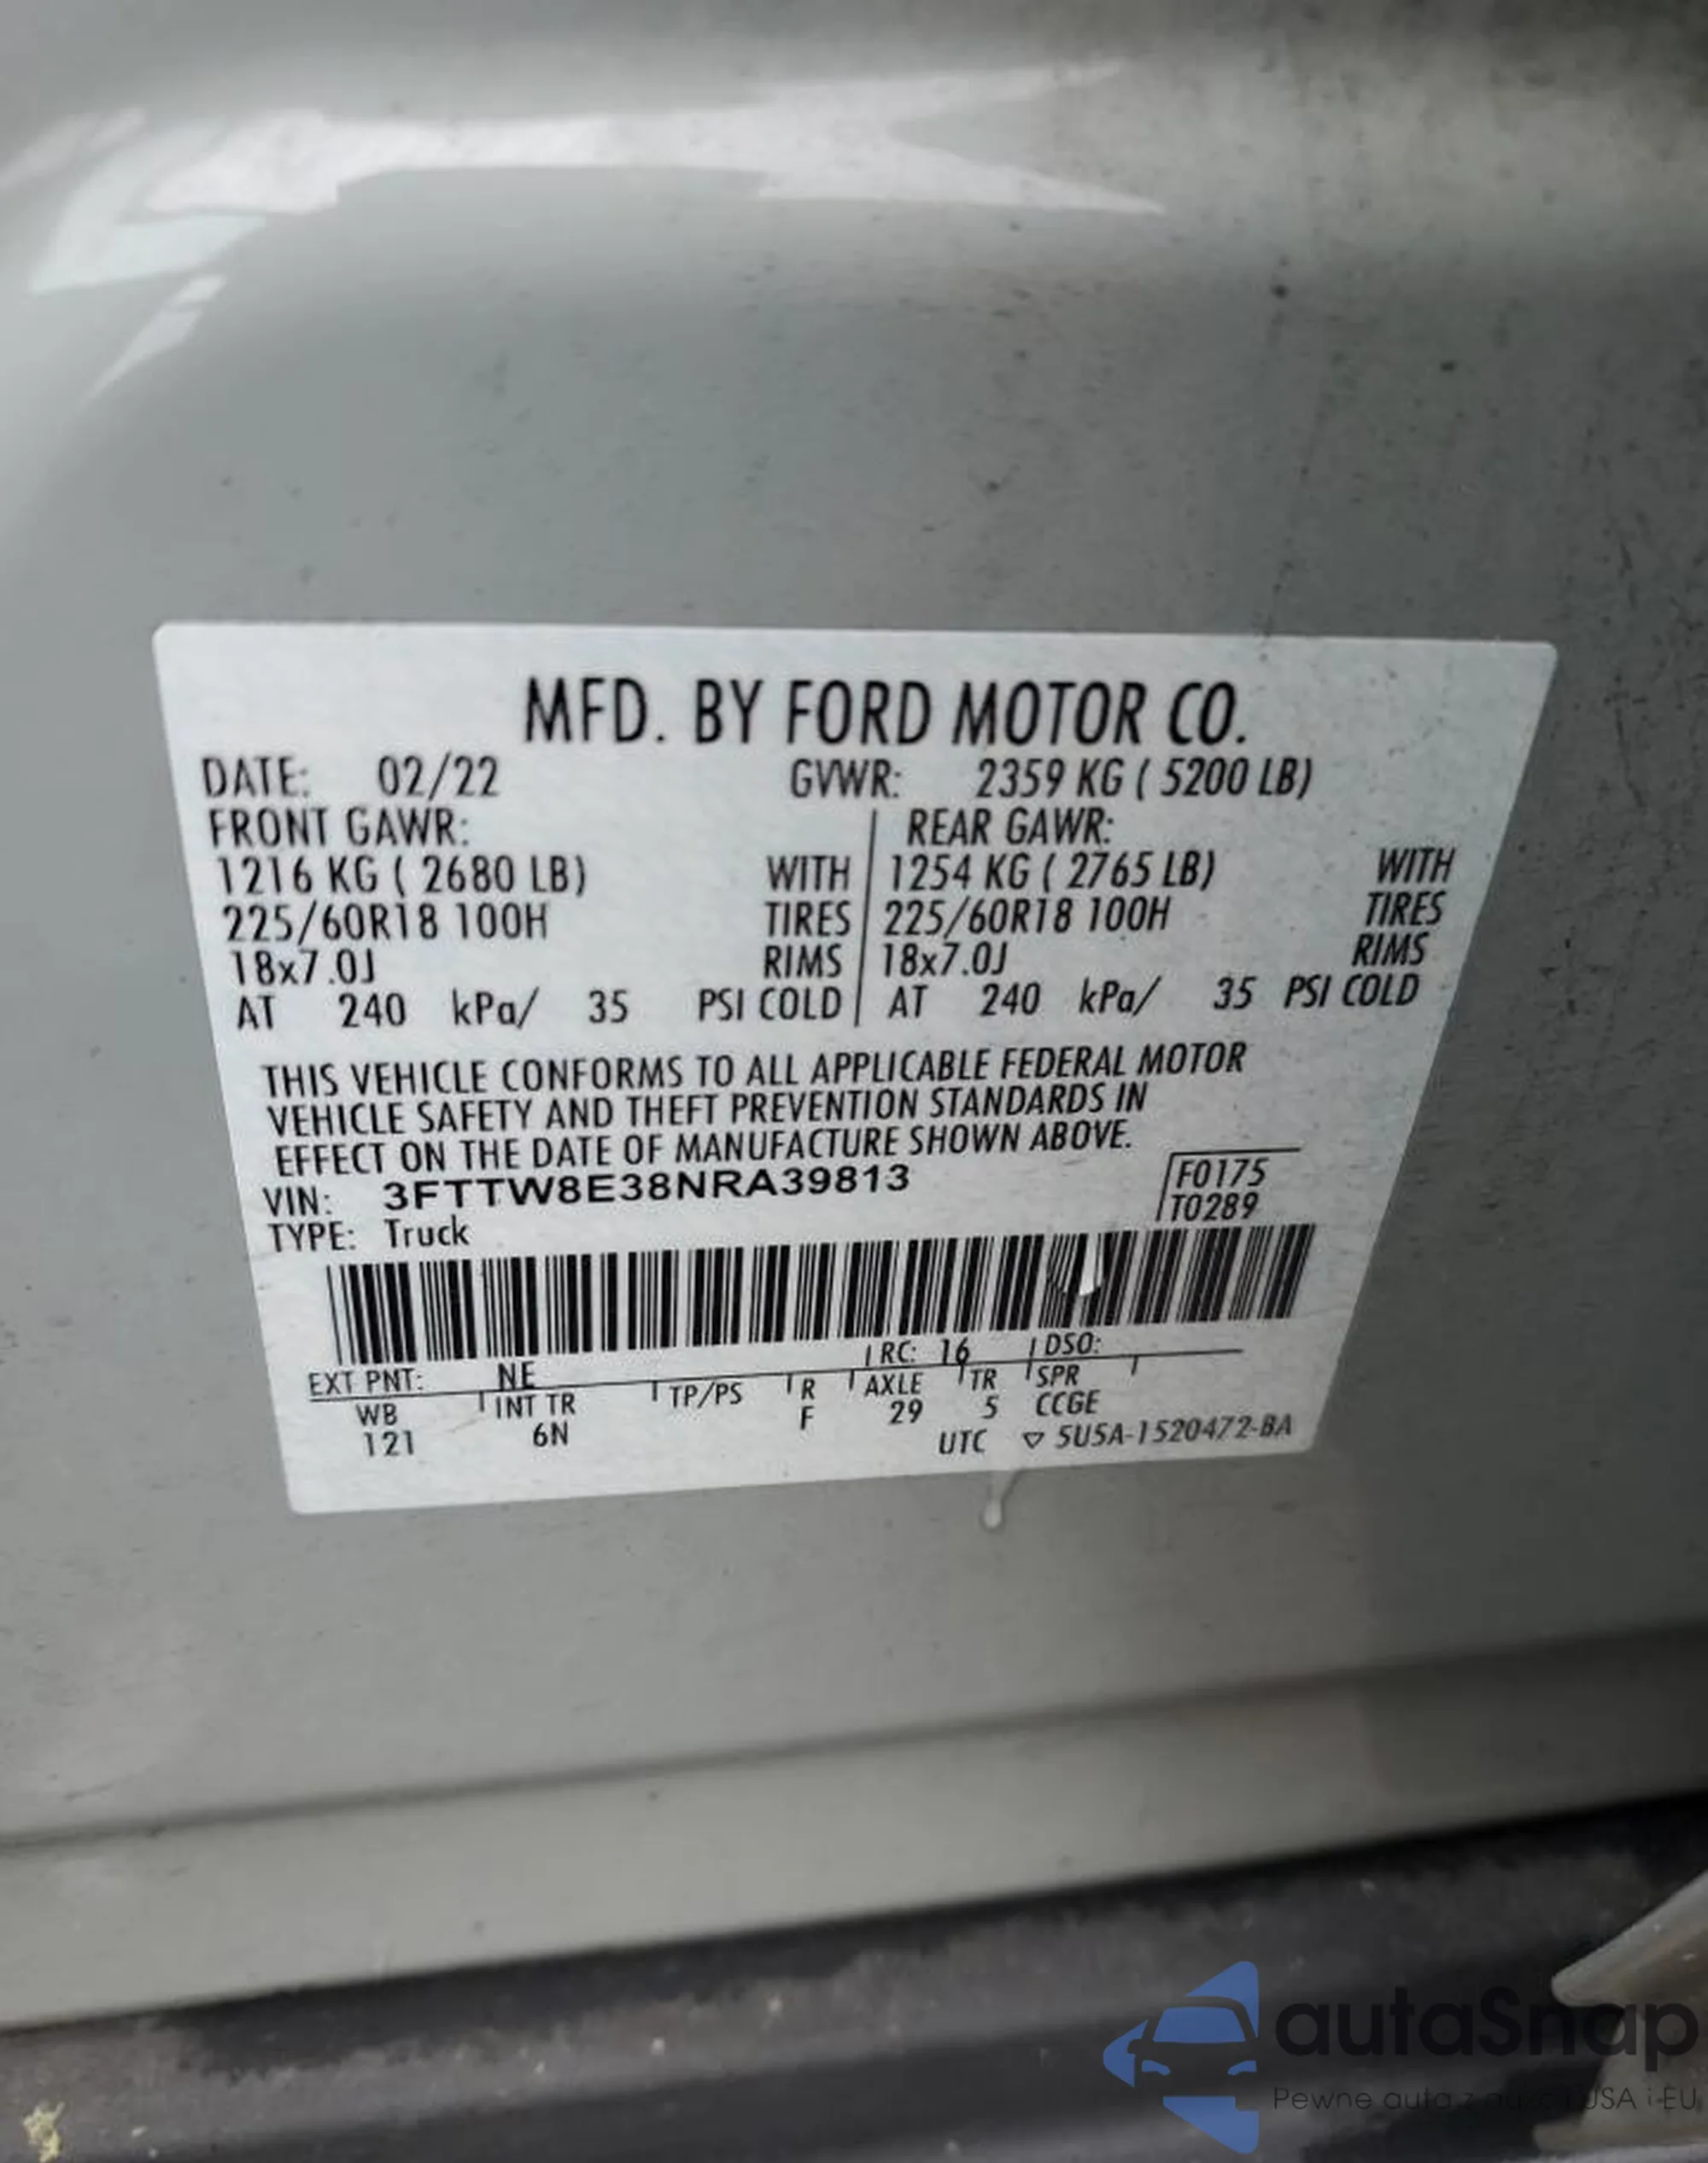 MFD. BY FORD MOTOR CO.
DATE: 02/22 GVWR: 2359 KG ( 5200 LB)
FRONT GAWR: REAR GAWR:
1216 KG ( 2680 LB) WITH 1254 KG ( 2765 LB) WITH
225/60R18 100H TIRES 225/60R18 100H TIRES
18x7.0J RIMS 18x7.0J RIMS
AT 240 kPa/ 35 PSI COLD AT 240 kPa/ 35 PSI COLD
THIS VEHICLE CONFORMS TO ALL APPLICABLE FEDERAL MOTOR
VEHICLE SAFETY AND THEFT PREVENTION STANDARDS IN
EFFECT ON THE DATE OF MANUFACTURE SHOWN ABOVE.
VIN: 3FTTW8E38NRA39813 F0175
TYPE: Truck T0289
EXT PNT: NE RC: 16 DSO:
WB INT TR TP/PS R AXLE TR SPR
121 6N F 29 5 CCGE
UTC ▽ 5U5A-1520472-BA
autaSnap
Pewne auta z USA i EU